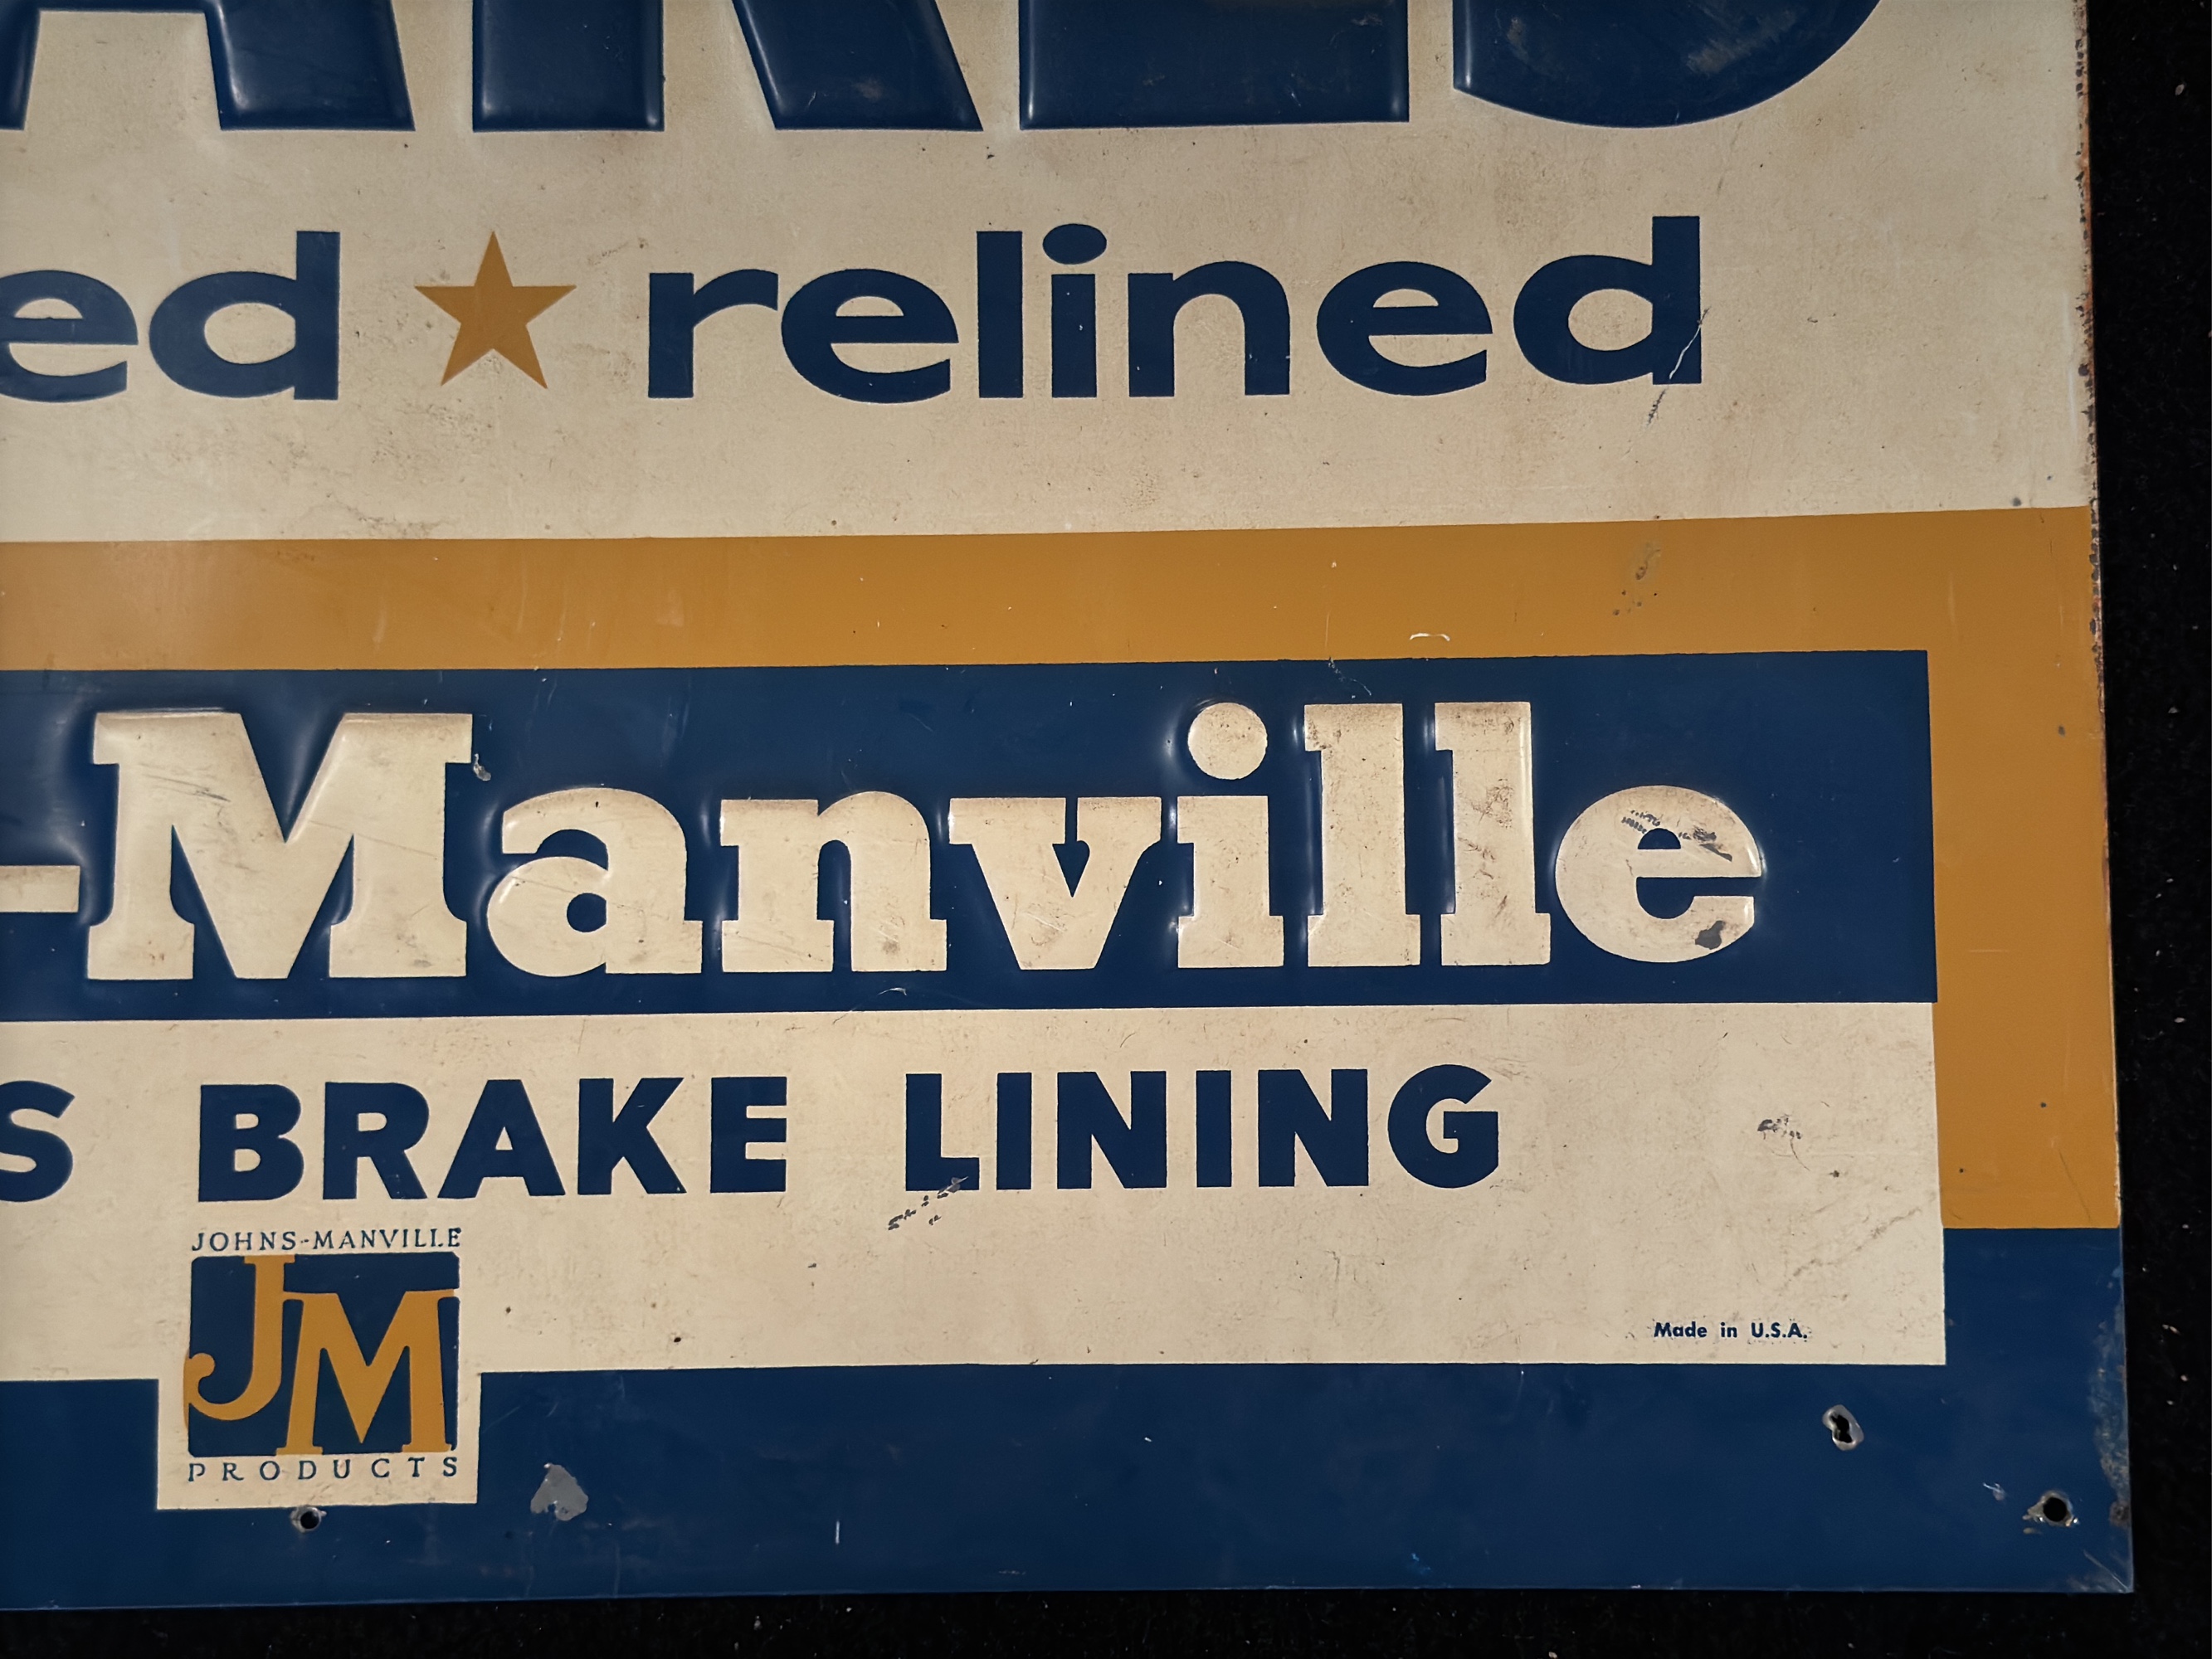 ed ★ relined
-Manville
S BRAKE LINING
JOHNS-MANVILLE
JM
PRODUCTS
Made in U.S.A.